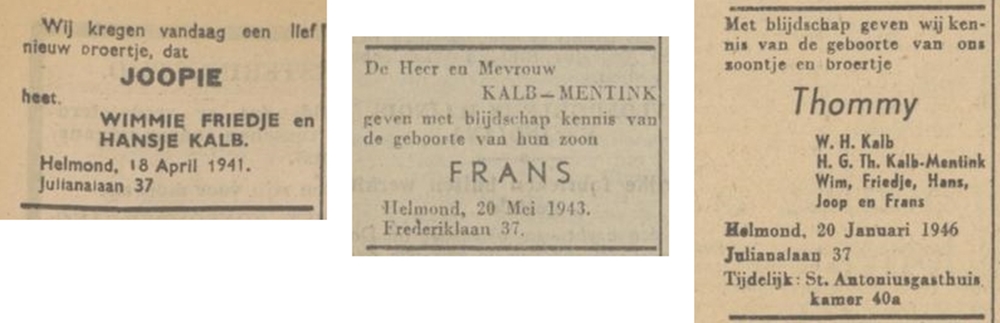 Wij kregen vandaag een lief
nieuw broertje, dat
JOOPIE
heet.
WIMMIE FRIEDJE en
HANSJE KALB.
Helmond, 18 April 1941.
Julianalaan 37
De Heer en Mevrouw
KALB—MENTINK
geven met blijdschap kennis van
de geboorte van hun zoon
FRANS
Helmond, 20 Mei 1943.
Frederiklaan 37.
Met blijdschap geven wij ken-
nis van de geboorte van ons
zoontje en broertje
Thommy
W. H. Kalb
H. G. Th. Kalb-Mentink
Wim, Friedje, Hans,
Joop en Frans
Helmond, 20 Januari 1946
Julianalaan 37
Tijdelijk: St. Antoniusgasthuis
kamer 40a